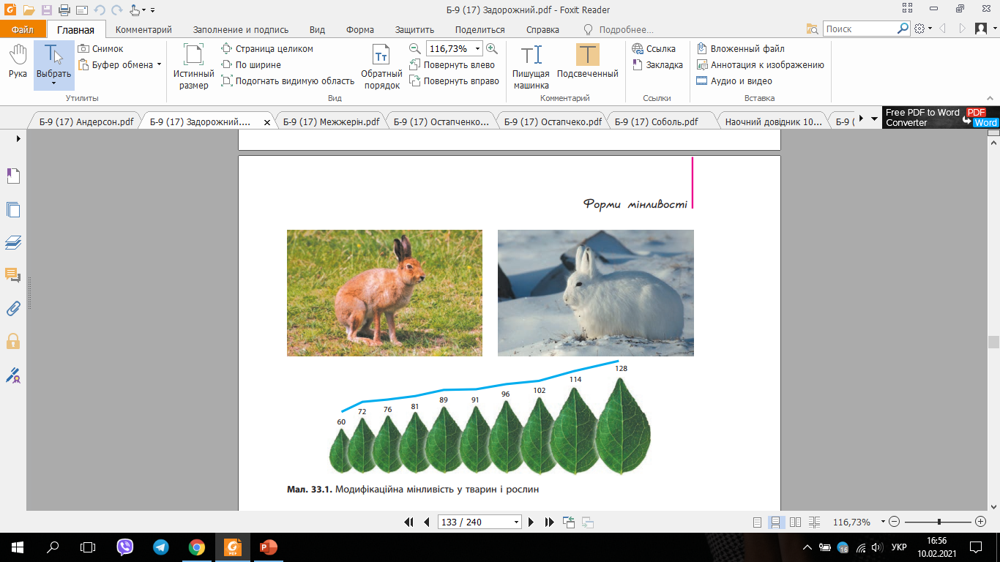 Б-9 (17) Задорожний.pdf - Foxit Reader
Файл Главная Комментарий Заполнение и подпись Вид Форма Защитить Поделиться Справка Подробнее... Поиск
Рука
Выбрать
Снимок
Буфер обмена
Утилиты
Истинный размер
Страница целиком
По ширине
Подогнать видимую область
Обратный порядок
116,73%
Повернуть влево
Повернуть вправо
Вид
Пишущая машинка
Подсвеченный
Комментарий
Ссылка
Закладка
Ссылки
Вложенный файл
Аннотация к изображению
Аудио и видео
Вставка
Б-9 (17) Андерсон.pdf Б-9 (17) Задорожний.... Б-9 (17) Межжерін.pdf Б-9 (17) Остапченко... Б-9 (17) Остапчеко.pdf Б-9 (17) Соболь.pdf Наочний довідник 10... Б-9 (
Free PDF to Word PDF
Converter Word
Форми мінливості
60 72 76 81 89 91 96 102 114 128
Мал. 33.1. Модифікаційна мінливість у тварин і рослин
133 / 240 116,73%
16 УКР 16:56
10.02.2021